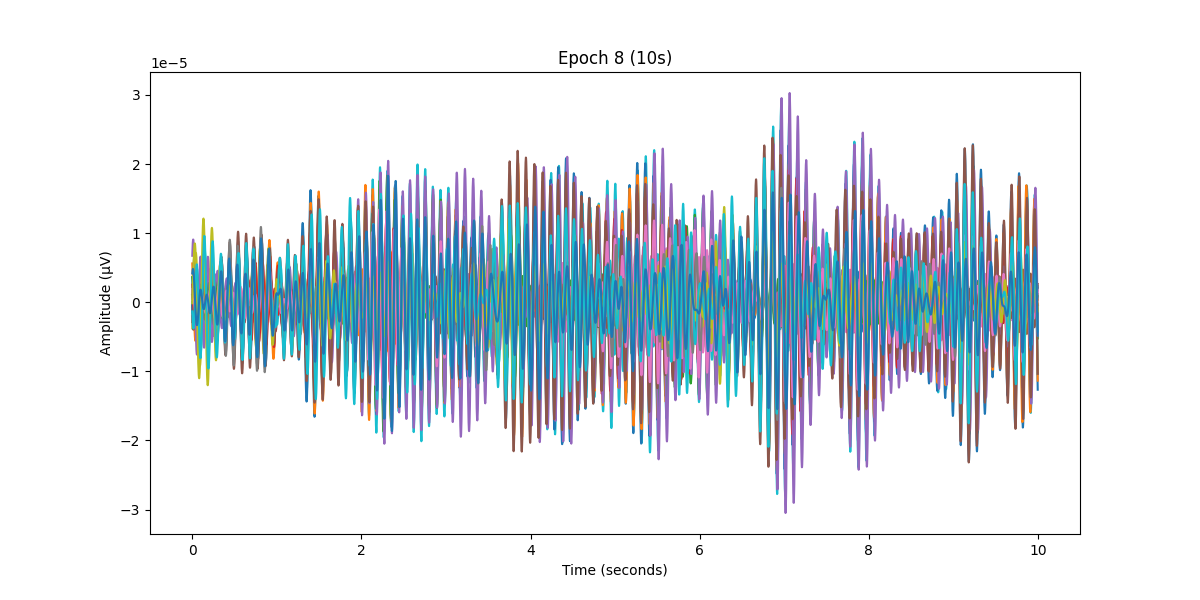 Epoch 8 (10s)
1e−5
3
2
1
0
−1
−2
−3
Amplitude (µV)
0 2 4 6 8 10
Time (seconds)